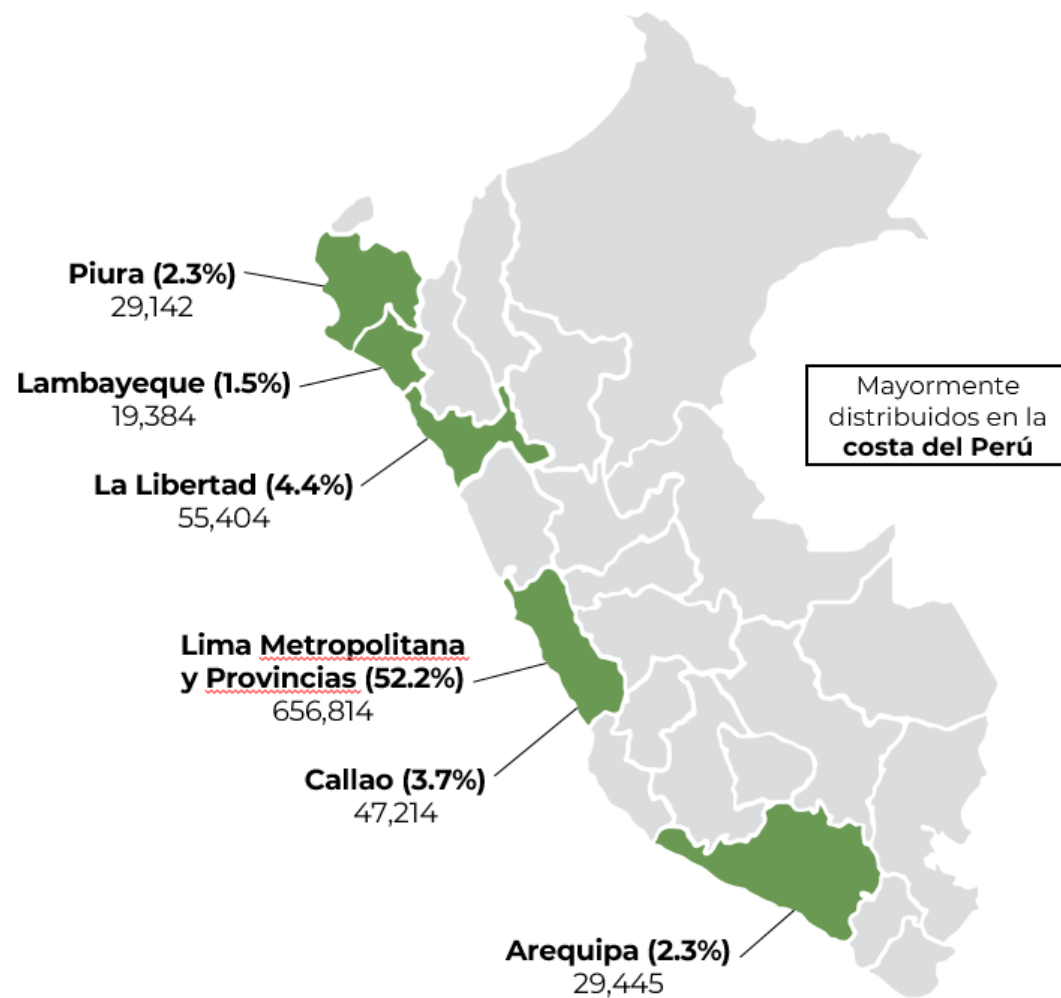 Piura (2.3%)
29,142
Lambayeque (1.5%)
19,384
La Libertad (4.4%)
55,404
Mayormente
distribuidos en la
costa del Perú
Lima Metropolitana
y Provincias (52.2%)
656,814
Callao (3.7%)
47,214
Arequipa (2.3%)
29,445